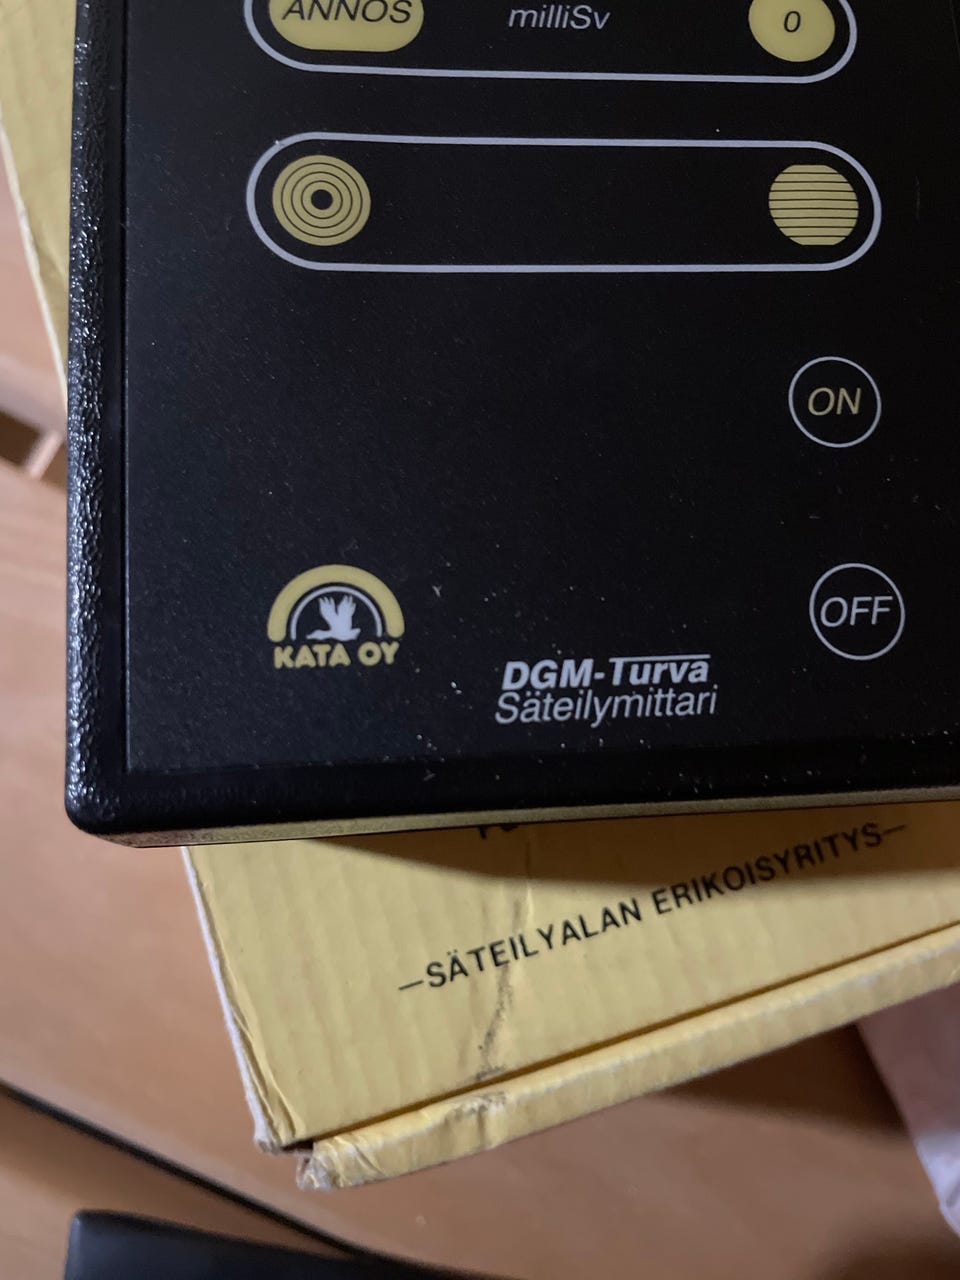 ANNOS milliSv 0
ON
OFF
KATA OY
DGM-Turva
Säteilymittari
—SÄTEILYALAN ERIKOISYRITYS—